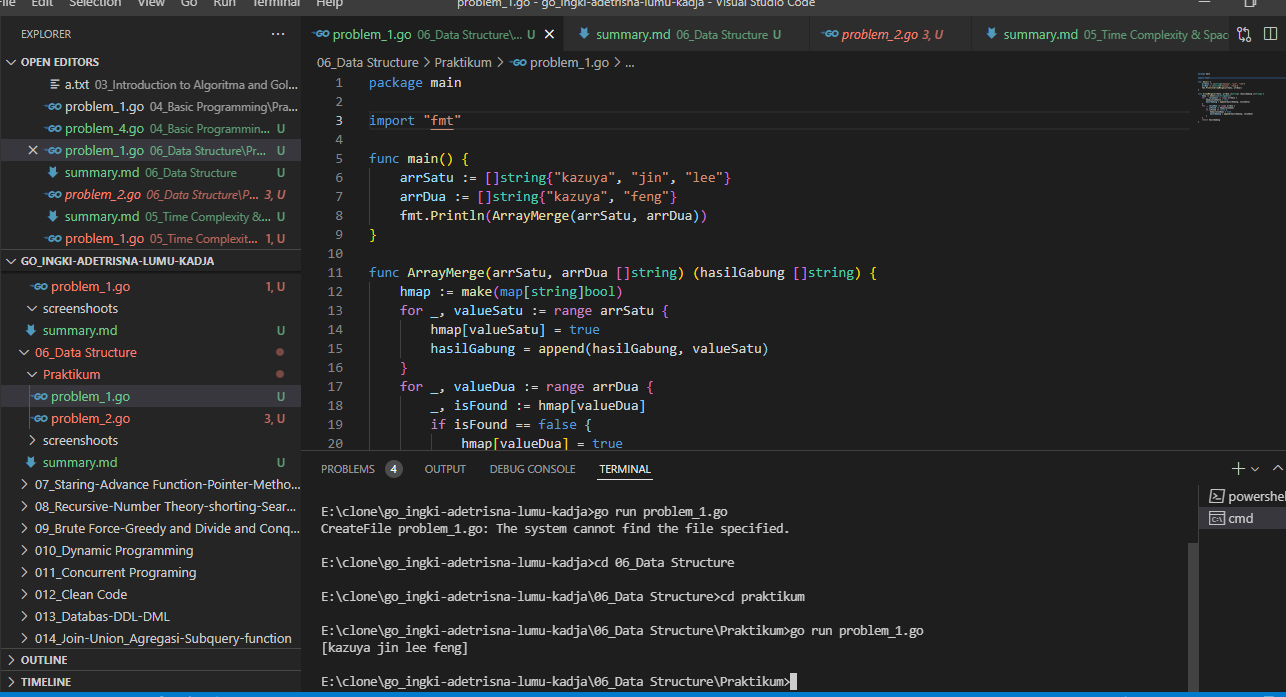 File Edit Selection View Go Run Terminal Help problem_1.go - go_ingki-adetrisna-lumu-kadja - Visual Studio Code
EXPLORER ...
OPEN EDITORS
a.txt 03_Introduction to Algoritma and Gol...
problem_1.go 04_Basic Programming\Pra...
problem_4.go 04_Basic Programmin... U
problem_1.go 06_Data Structure\Pr... U
summary.md 06_Data Structure U
problem_2.go 06_Data Structure\P... 3, U
summary.md 05_Time Complexity &... U
problem_1.go 05_Time Complexit... 1, U
GO_INGKI-ADETRISNA-LUMU-KADJA
problem_1.go 1, U
screenshoots
summary.md U
06_Data Structure
Praktikum
problem_1.go U
problem_2.go 3, U
screenshoots
summary.md U
07_Staring-Advance Function-Pointer-Metho...
08_Recursive-Number Theory-shorting-Sear...
09_Brute Force-Greedy and Divide and Conq...
010_Dynamic Programming
011_Concurrent Programing
012_Clean Code
013_Databas-DDL-DML
014_Join-Union_Agregasi-Subquery-function
OUTLINE
TIMELINE
problem_1.go 06_Data Structure\... U
summary.md 06_Data Structure U
problem_2.go 3, U
summary.md 05_Time Complexity & Spac
06_Data Structure > Praktikum > problem_1.go > ...
1 package main
2
3 import "fmt"
4
5 func main() {
6 arrSatu := []string{"kazuya", "jin", "lee"}
7 arrDua := []string{"kazuya", "feng"}
8 fmt.Println(ArrayMerge(arrSatu, arrDua))
9 }
10
11 func ArrayMerge(arrSatu, arrDua []string) (hasilGabung []string) {
12 hmap := make(map[string]bool)
13 for _, valueSatu := range arrSatu {
14 hmap[valueSatu] = true
15 hasilGabung = append(hasilGabung, valueSatu)
16 }
17 for _, valueDua := range arrDua {
18 _, isFound := hmap[valueDua]
19 if isFound == false {
20 hmap[valueDua] = true
PROBLEMS 4 OUTPUT DEBUG CONSOLE TERMINAL
E:\clone\go_ingki-adetrisna-lumu-kadja>go run problem_1.go
CreateFile problem_1.go: The system cannot find the file specified.
E:\clone\go_ingki-adetrisna-lumu-kadja>cd 06_Data Structure
E:\clone\go_ingki-adetrisna-lumu-kadja\06_Data Structure>cd praktikum
E:\clone\go_ingki-adetrisna-lumu-kadja\06_Data Structure\Praktikum>go run problem_1.go
[kazuya jin lee feng]
E:\clone\go_ingki-adetrisna-lumu-kadja\06_Data Structure\Praktikum>
powershel
cmd